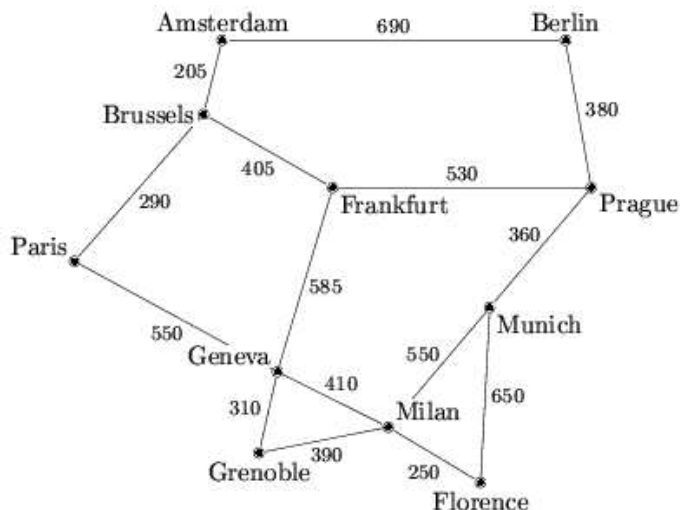 Amsterdam
690
Berlin
205
Brussels
380
405
530
Frankfurt
Prague
290
360
Paris
585
550
Munich
Geneva
550
410
650
310
Milan
390
250
Grenoble
Florence